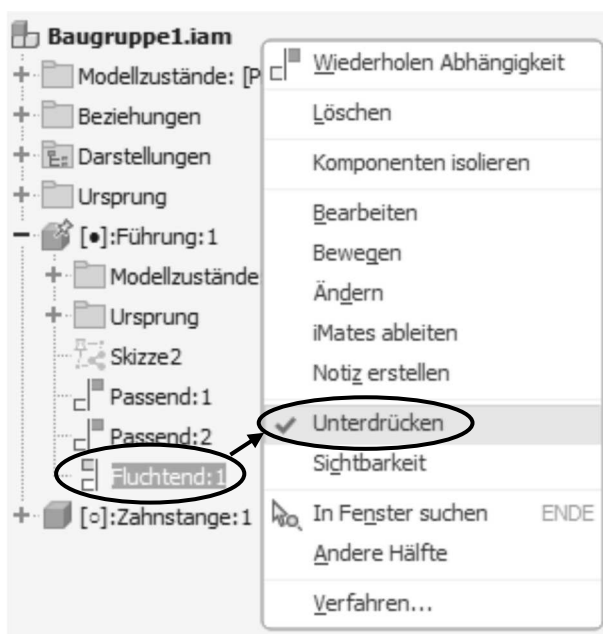 Baugruppe1.iam
Modellzustände: [P
Beziehungen
Darstellungen
Ursprung
[●]:Führung:1
Modellzustände
Ursprung
Skizze2
Passend:1
Passend:2
Fluchtend:1
[○]:Zahnstange:1
Wiederholen Abhängigkeit
Löschen
Komponenten isolieren
Bearbeiten
Bewegen
Ändern
iMates ableiten
Notiz erstellen
Unterdrücken
Sichtbarkeit
In Fenster suchen ENDE
Andere Hälfte
Verfahren...